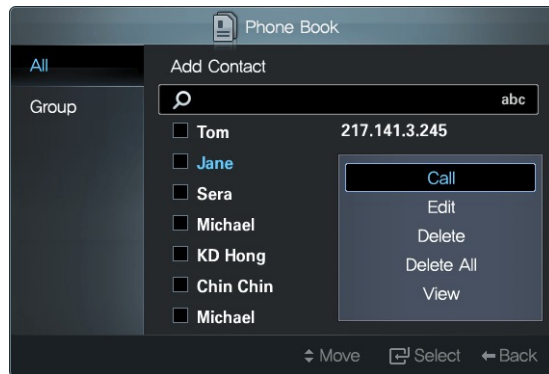 Phone Book
All
Group
Add Contact
abc
Tom 217.141.3.245
Jane
Sera
Michael
KD Hong
Chin Chin
Michael
Call
Edit
Delete
Delete All
View
Move Select Back